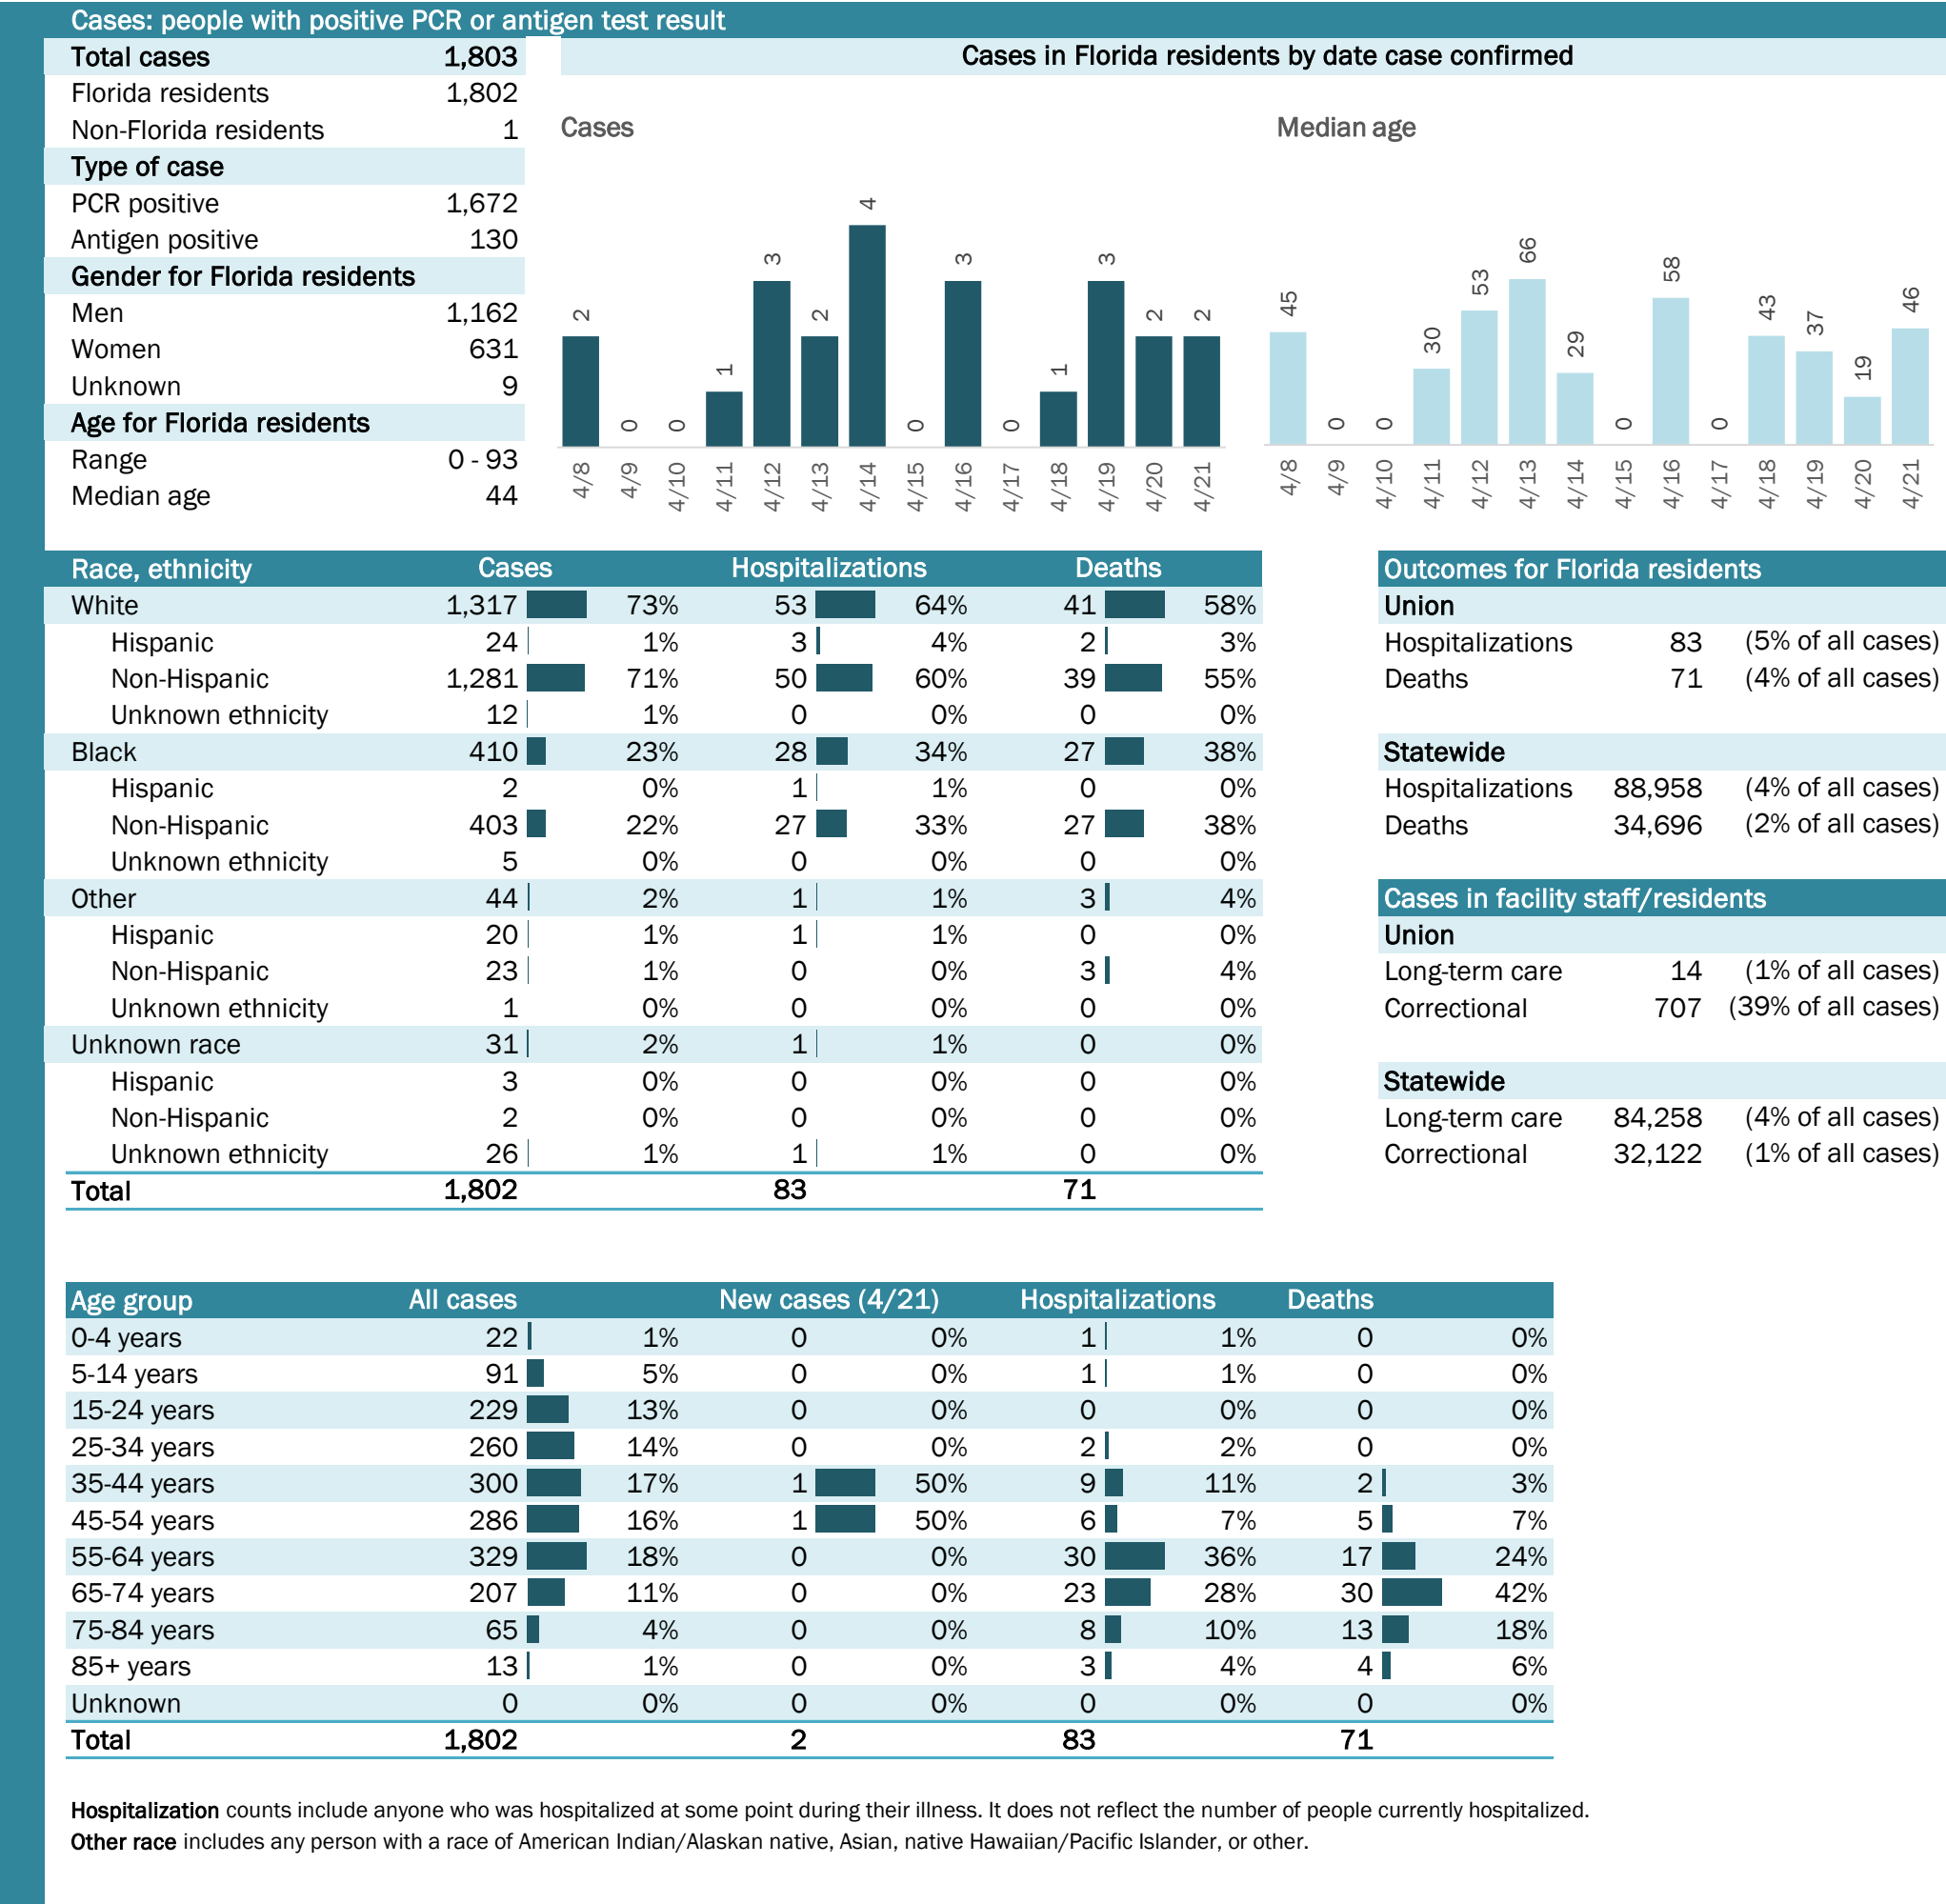 Cases: people with positive PCR or antigen test result
Total cases 1,803
Florida residents 1,802
Non-Florida residents 1
Type of case
PCR positive 1,672
Antigen positive 130
Gender for Florida residents
Men 1,162
Women 631
Unknown 9
Age for Florida residents
Range 0 - 93
Median age 44
Cases in Florida residents by date case confirmed
Cases
2 0 0 1 3 2 4 0 3 0 1 3 2 2
4/8 4/9 4/10 4/11 4/12 4/13 4/14 4/15 4/16 4/17 4/18 4/19 4/20 4/21
Median age
45 0 0 30 53 66 29 0 58 0 43 37 19 46
4/8 4/9 4/10 4/11 4/12 4/13 4/14 4/15 4/16 4/17 4/18 4/19 4/20 4/21
Race, ethnicity Cases Hospitalizations Deaths
White 1,317 73% 53 64% 41 58%
Hispanic 24 1% 3 4% 2 3%
Non-Hispanic 1,281 71% 50 60% 39 55%
Unknown ethnicity 12 1% 0 0% 0 0%
Black 410 23% 28 34% 27 38%
Hispanic 2 0% 1 1% 0 0%
Non-Hispanic 403 22% 27 33% 27 38%
Unknown ethnicity 5 0% 0 0% 0 0%
Other 44 2% 1 1% 3 4%
Hispanic 20 1% 1 1% 0 0%
Non-Hispanic 23 1% 0 0% 3 4%
Unknown ethnicity 1 0% 0 0% 0 0%
Unknown race 31 2% 1 1% 0 0%
Hispanic 3 0% 0 0% 0 0%
Non-Hispanic 2 0% 0 0% 0 0%
Unknown ethnicity 26 1% 1 1% 0 0%
Total 1,802 83 71
Outcomes for Florida residents
Union
Hospitalizations 83 (5% of all cases)
Deaths 71 (4% of all cases)
Statewide
Hospitalizations 88,958 (4% of all cases)
Deaths 34,696 (2% of all cases)
Cases in facility staff/residents
Union
Long-term care 14 (1% of all cases)
Correctional 707 (39% of all cases)
Statewide
Long-term care 84,258 (4% of all cases)
Correctional 32,122 (1% of all cases)
Age group All cases New cases (4/21) Hospitalizations Deaths
0-4 years 22 1% 0 0% 1 1% 0 0%
5-14 years 91 5% 0 0% 1 1% 0 0%
15-24 years 229 13% 0 0% 0 0% 0 0%
25-34 years 260 14% 0 0% 2 2% 0 0%
35-44 years 300 17% 1 50% 9 11% 2 3%
45-54 years 286 16% 1 50% 6 7% 5 7%
55-64 years 329 18% 0 0% 30 36% 17 24%
65-74 years 207 11% 0 0% 23 28% 30 42%
75-84 years 65 4% 0 0% 8 10% 13 18%
85+ years 13 1% 0 0% 3 4% 4 6%
Unknown 0 0% 0 0% 0 0% 0 0%
Total 1,802 2 83 71
Hospitalization counts include anyone who was hospitalized at some point during their illness. It does not reflect the number of people currently hospitalized.
Other race includes any person with a race of American Indian/Alaskan native, Asian, native Hawaiian/Pacific Islander, or other.